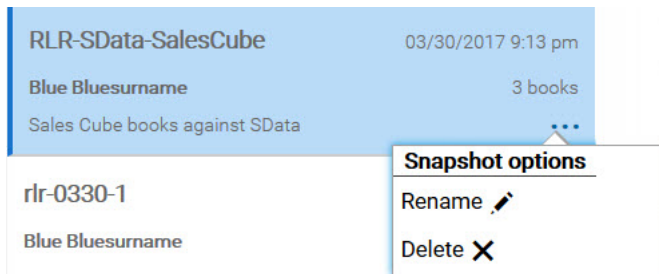 RLR-SData-SalesCube 03/30/2017 9:13 pm
Blue Bluesurname 3 books
Sales Cube books against SData
Snapshot options
rlr-0330-1
Rename
Blue Bluesurname
Delete